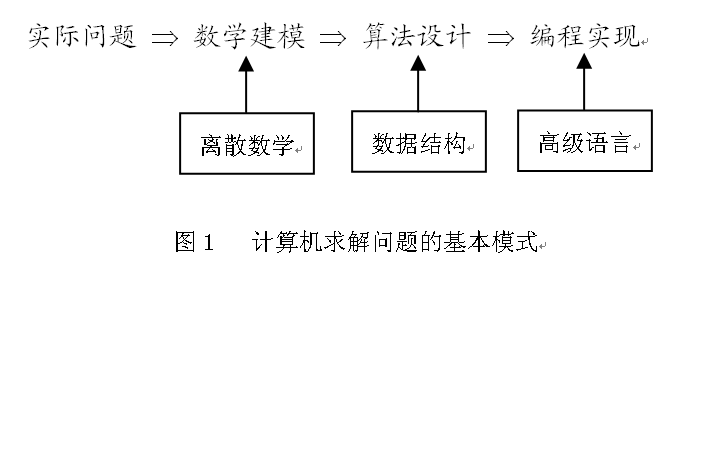 实际问题 ⇒ 数学建模 ⇒ 算法设计 ⇒ 编程实现
离散数学 数据结构 高级语言
图1 计算机求解问题的基本模式